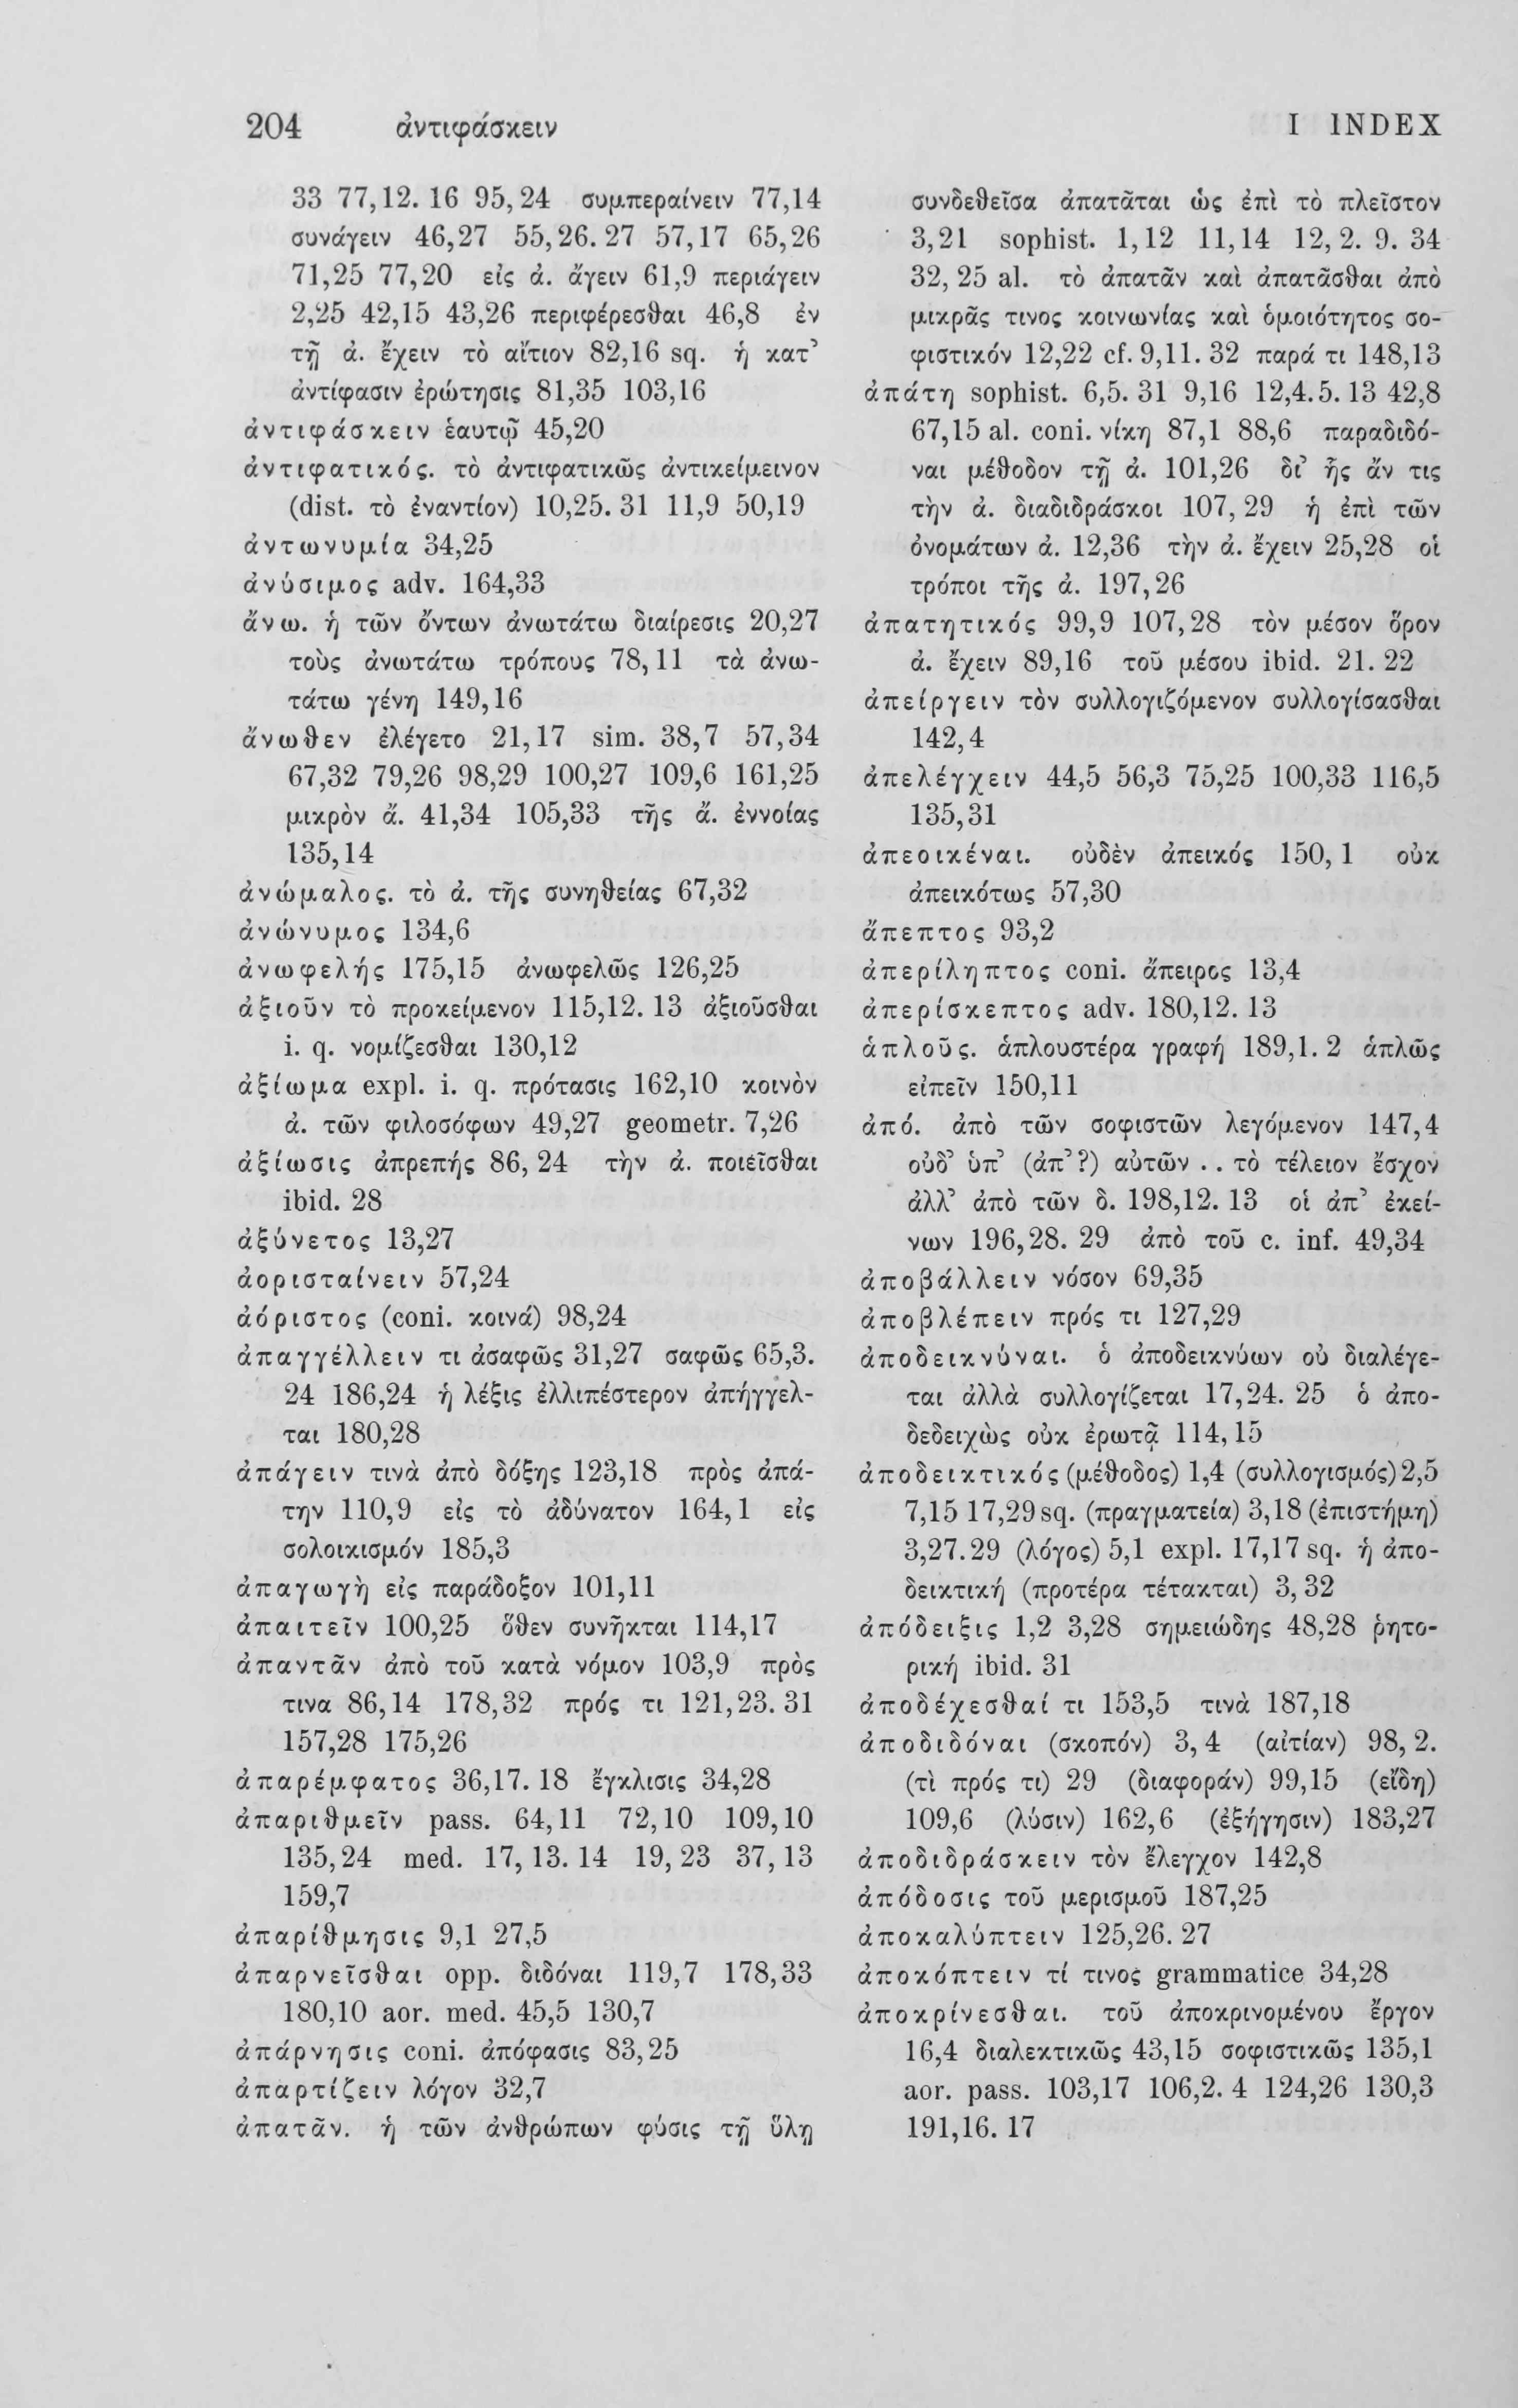 204 ἀντιφάσκειν I INDEX
33 77,12. 16 95,24 συμπεραίνειν 77,14
συνάγειν 46,27 55,26. 27 57,17 65,26
71,25 77,20 εἰς ἀ. ἄγειν 61,9 περιάγειν
2,25 42,15 43,26 περιφέρεσθαι 46,8 ἐν
τῇ ἀ. ἔχειν τὸ αἴτιον 82,16 sq. ἡ κατ’
ἀντίφασιν ἐρώτησις 81,35 103,16
ἀντιφάσκειν ἑαυτῷ 45,20
ἀντιφατικός. τὸ ἀντιφατικῶς ἀντικείμενον
(dist. τὸ ἐναντίον) 10,25. 31 11,9 50,19
ἀντωνυμία 34,25
ἀνύσιμος adv. 164,33
ἄνω. ἡ τῶν ὄντων ἀνωτάτω διαίρεσις 20,27
τοὺς ἀνωτάτω τρόπους 78,11 τὰ ἀνω-
τάτω γένη 149,16
ἄνωθεν ἐλέγετο 21,17 sim. 38,7 57,34
67,32 79,26 98,29 100,27 109,6 161,25
μικρὸν ἄ. 41,34 105,33 τῆς ἄ. ἐννοίας
135,14
ἀνώμαλος. τὸ ἀ. τῆς συνηθείας 67,32
ἀνώνυμος 134,6
ἀνωφελής 175,15 ἀνωφελῶς 126,25
ἀξιοῦν τὸ προκείμενον 115,12. 13 ἀξιοῦσθαι
i. q. νομίζεσθαι 130,12
ἀξίωμα expl. i. q. πρότασις 162,10 κοινὸν
ἀ. τῶν φιλοσόφων 49,27 geometr. 7,26
ἀξίωσις ἀπρεπής 86,24 τὴν ἀ. ποιεῖσθαι
ibid. 28
ἀξύνετος 13,27
ἀορισταίνειν 57,24
ἀόριστος (coni. κοινά) 98,24
ἀπαγγέλλειν τι ἀσαφῶς 31,27 σαφῶς 65,3.
24 186,24 ἡ λέξις ἐλλιπέστερον ἀπήγγελ-
ται 180,28
ἀπάγειν τινὰ ἀπὸ δόξης 123,18 πρὸς ἀπά-
την 110,9 εἰς τὸ ἀδύνατον 164,1 εἰς
σολοικισμόν 185,3
ἀπαγωγὴ εἰς παράδοξον 101,11
ἀπαιτεῖν 100,25 ὅθεν συνῆκται 114,17
ἀπαντᾶν ἀπὸ τοῦ κατὰ νόμον 103,9 πρὸς
τινα 86,14 178,32 πρός τι 121,23. 31
157,28 175,26
ἀπαρέμφατος 36,17. 18 ἔγκλισις 34,28
ἀπαριθμεῖν pass. 64,11 72,10 109,10
135,24 med. 17,13. 14 19,23 37,13
159,7
ἀπαρίθμησις 9,1 27,5
ἀπαρνεῖσθαι opp. διδόναι 119,7 178,33
180,10 aor. med. 45,5 130,7
ἀπάρνησις coni. ἀπόφασις 83,25
ἀπαρτίζειν λόγον 32,7
ἀπατᾶν. ἡ τῶν ἀνθρώπων φύσις τῇ ὕλῃ
συνδεθεῖσα ἀπατᾶται ὡς ἐπὶ τὸ πλεῖστον
3,21 sophist. 1,12 11,14 12,2. 9. 34
32,25 al. τὸ ἀπατᾶν καὶ ἀπατᾶσθαι ἀπὸ
μικρᾶς τινος κοινωνίας καὶ ὁμοιότητος σο-
φιστικόν 12,22 cf. 9,11. 32 παρά τι 148,13
ἀπάτη sophist. 6,5. 31 9,16 12,4. 5. 13 42,8
67,15 al. coni. νίκη 87,1 88,6 παραδιδό-
ναι μέθοδον τῇ ἀ. 101,26 δι’ ἧς ἄν τις
τὴν ἀ. διαδιδράσκοι 107,29 ἡ ἐπὶ τῶν
ὀνομάτων ἀ. 12,36 τὴν ἀ. ἔχειν 25,28 οἱ
τρόποι τῆς ἀ. 197,26
ἀπατητικός 99,9 107,28 τὸν μέσον ὅρον
ἀ. ἔχειν 89,16 τοῦ μέσου ibid. 21. 22
ἀπείργειν τὸν συλλογιζόμενον συλλογίσασθαι
142,4
ἀπελέγχειν 44,5 56,3 75,25 100,33 116,5
135,31
ἀπεοικέναι. οὐδὲν ἀπεικός 150,1 οὐκ
ἀπεικότως 57,30
ἄπεπτος 93,2
ἀπερίληπτος coni. ἄπειρος 13,4
ἀπερίσκεπτος adv. 180,12. 13
ἁπλοῦς. ἁπλουστέρα γραφή 189,1. 2 ἁπλῶς
εἰπεῖν 150,11
ἀπό. ἀπὸ τῶν σοφιστῶν λεγόμενον 147,4
οὐδ’ ὑπ’ (ἀπ’?) αὐτῶν .. τὸ τέλειον ἔσχον
ἀλλ’ ἀπὸ τῶν δ. 198,12. 13 οἱ ἀπ’ ἐκεί-
νων 196,28. 29 ἀπὸ τοῦ c. inf. 49,34
ἀποβάλλειν νόσον 69,35
ἀποβλέπειν πρός τι 127,29
ἀποδεικνύναι. ὁ ἀποδεικνύων οὐ διαλέγε-
ται ἀλλὰ συλλογίζεται 17,24. 25 ὁ ἀπο-
δεδειχὼς οὐκ ἐρωτᾷ 114,15
ἀποδεικτικός (μέθοδος) 1,4 (συλλογισμός) 2,5
7,15 17,29 sq. (πραγματεία) 3,18 (ἐπιστήμη)
3,27. 29 (λόγος) 5,1 expl. 17,17 sq. ἡ ἀπο-
δεικτική (προτέρα τέτακται) 3,32
ἀπόδειξις 1,2 3,28 σημειώδης 48,28 ῥητο-
ρική ibid. 31
ἀποδέχεσθαί τι 153,5 τινὰ 187,18
ἀποδιδόναι (σκοπόν) 3,4 (αἰτίαν) 98,2.
(τὶ πρός τι) 29 (διαφοράν) 99,15 (εἴδη)
109,6 (λύσιν) 162,6 (ἐξήγησιν) 183,27
ἀποδιδράσκειν τὸν ἔλεγχον 142,8
ἀπόδοσις τοῦ μερισμοῦ 187,25
ἀποκαλύπτειν 125,26. 27
ἀποκόπτειν τί τινος grammatice 34,28
ἀποκρίνεσθαι. τοῦ ἀποκρινομένου ἔργον
16,4 διαλεκτικῶς 43,15 σοφιστικῶς 135,1
aor. pass. 103,17 106,2. 4 124,26 130,3
191,16. 17